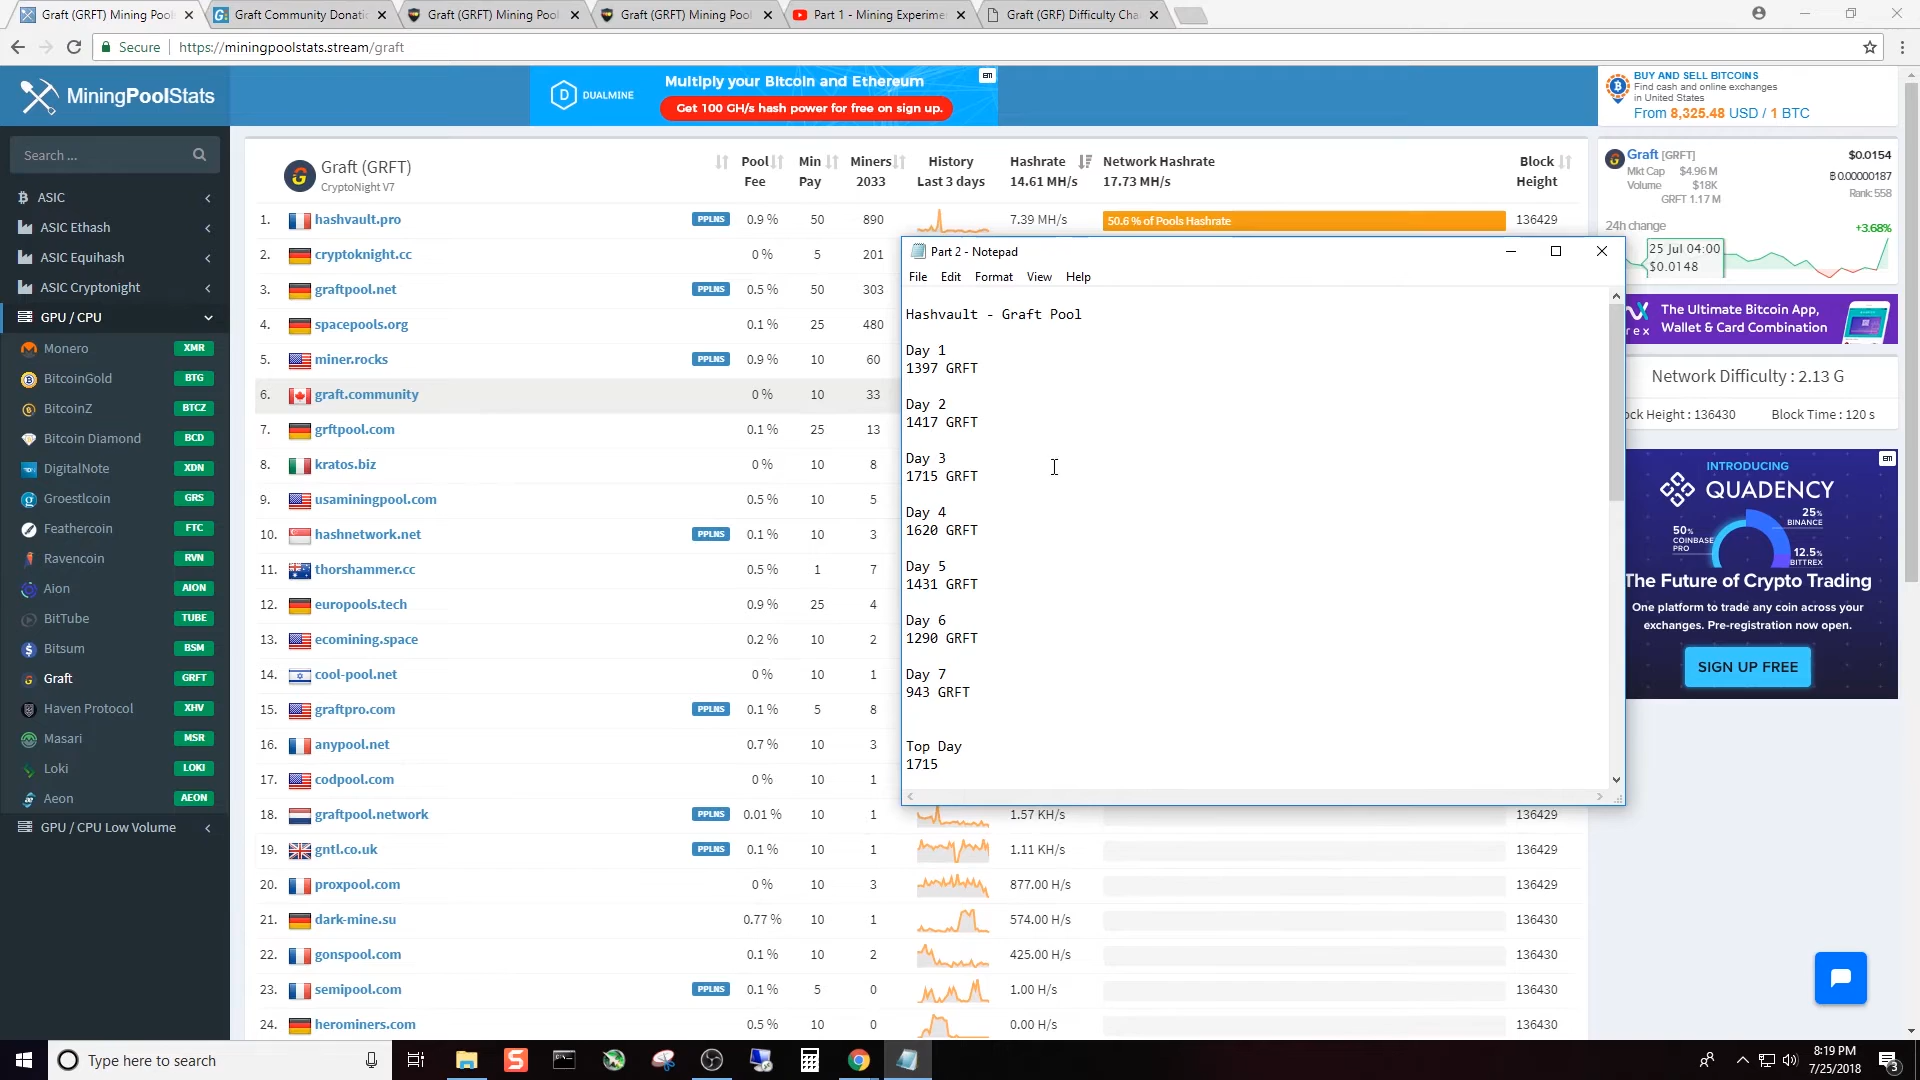 Graft (GRFT) Mining Pool
Graft Community Donati
Graft (GRFT) Mining Pool
Graft (GRFT) Mining Pool
Part 1 - Mining Experime
Graft (GRF) Difficulty Cha
Secure
https://miningpoolstats.stream/graft
MiningPoolStats
DUALMINE
Multiply your Bitcoin and Ethereum
Get 100 GH/s hash power for free on sign up.
BUY AND SELL BITCOINS
Find cash and online exchanges
in United States
From 8,325.48 USD / 1 BTC
Search ...
ASIC
ASIC Ethash
ASIC Equihash
ASIC Cryptonight
GPU / CPU
Monero XMR
BitcoinGold BTG
BitcoinZ BTCZ
Bitcoin Diamond BCD
DigitalNote XDN
Groestlcoin GRS
Feathercoin FTC
Ravencoin RVN
Aion AION
BitTube TUBE
Bitsum BSM
Graft GRFT
Haven Protocol XHV
Masari MSR
Loki LOKI
Aeon AEON
GPU / CPU Low Volume
Graft (GRFT)
CryptoNight V7
Pool Fee
Min Pay
Miners 2033
History Last 3 days
Hashrate 14.61 MH/s
Network Hashrate 17.73 MH/s
Block Height
1. hashvault.pro PPLNS 0.9 % 50 890 7.39 MH/s 50.6 % of Pools Hashrate 136429
2. cryptoknight.cc 0 % 5 201
3. graftpool.net PPLNS 0.5 % 50 303
4. spacepools.org 0.1 % 25 480
5. miner.rocks PPLNS 0.9 % 10 60
6. graft.community 0 % 10 33
7. grftpool.com 0.1 % 25 13
8. kratos.biz 0 % 10 8
9. usaminingpool.com 0.5 % 10 5
10. hashnetwork.net PPLNS 0.1 % 10 3
11. thorshammer.cc 0.5 % 1 7
12. europools.tech 0.9 % 25 4
13. ecomining.space 0.2 % 10 2
14. cool-pool.net 0 % 10 1
15. graftpro.com PPLNS 0.1 % 5 8
16. anypool.net 0.7 % 10 3
17. codpool.com 0 % 10 1
18. graftpool.network PPLNS 0.01 % 10 1 1.57 KH/s 136429
19. gntl.co.uk PPLNS 0.1 % 10 1 1.11 KH/s 136429
20. proxpool.com 0 % 10 3 877.00 H/s 136429
21. dark-mine.su 0.77 % 10 1 574.00 H/s 136430
22. gonspool.com 0.1 % 10 2 425.00 H/s 136430
23. semipool.com PPLNS 0.1 % 5 0 1.00 H/s 136430
24. herominers.com 0.5 % 10 0 0.00 H/s 136430
Part 2 - Notepad
File Edit Format View Help
Hashvault - Graft Pool
Day 1
1397 GRFT
Day 2
1417 GRFT
Day 3
1715 GRFT
Day 4
1620 GRFT
Day 5
1431 GRFT
Day 6
1290 GRFT
Day 7
943 GRFT
Top Day
1715
Graft [GRFT] $0.0154
Mkt Cap $4.96 M ₿0.00000187
Volume $18K Rank: 558
GRFT 1.17 M
24h change +3.68%
25 Jul 04:00
$0.0148
rex
The Ultimate Bitcoin App,
Wallet & Card Combination
Network Difficulty : 2.13 G
ock Height : 136430 Block Time : 120 s
INTRODUCING
QUADENCY
50%
COINBASE
PRO
25%
BINANCE
12.5%
BITTREX
The Future of Crypto Trading
One platform to trade any coin across your
exchanges. Pre-registration now open.
SIGN UP FREE
Type here to search
8:19 PM
7/25/2018
3